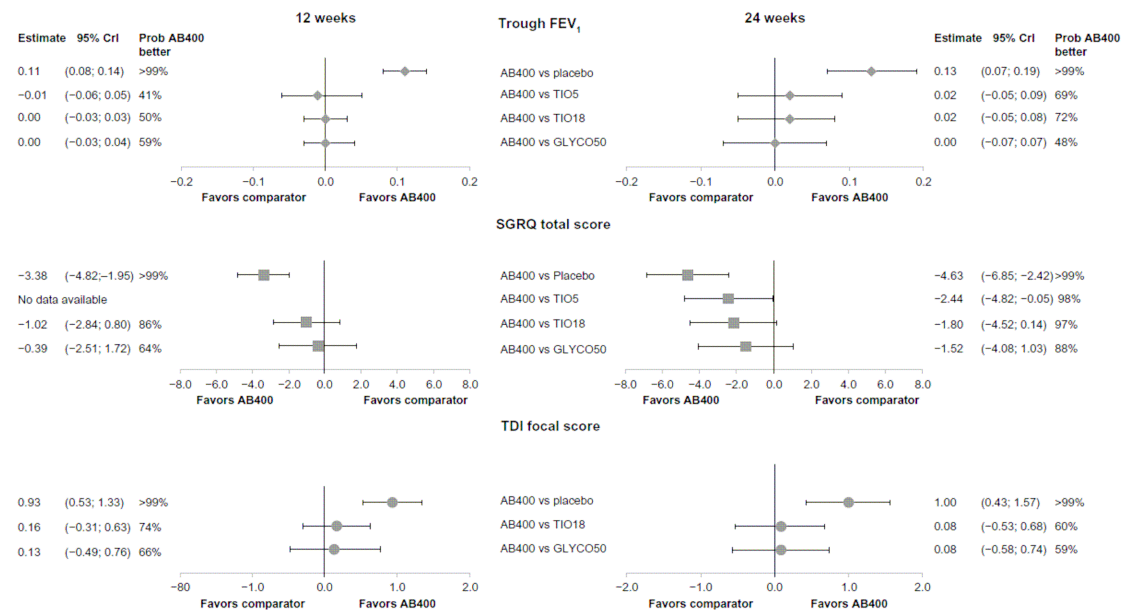 12 weeks
Trough FEV1
24 weeks
Estimate 95% CrI Prob AB400 better
Estimate 95% CrI Prob AB400 better
0.11 (0.08; 0.14) >99% AB400 vs placebo 0.13 (0.07; 0.19) >99%
−0.01 (−0.06; 0.05) 41% AB400 vs TIO5 0.02 (−0.05; 0.09) 69%
0.00 (−0.03; 0.03) 50% AB400 vs TIO18 0.02 (−0.05; 0.08) 72%
0.00 (−0.03; 0.04) 59% AB400 vs GLYCO50 0.00 (−0.07; 0.07) 48%
−0.2 −0.1 0.0 0.1 0.2 −0.2 −0.1 0.0 0.1 0.2
Favors comparator Favors AB400 Favors comparator Favors AB400
SGRQ total score
−3.38 (−4.82;−1.95) >99% AB400 vs Placebo −4.63 (−6.85; −2.42) >99%
No data available AB400 vs TIO5 −2.44 (−4.82; −0.05) 98%
−1.02 (−2.84; 0.80) 86% AB400 vs TIO18 −1.80 (−4.52; 0.14) 97%
−0.39 (−2.51; 1.72) 64% AB400 vs GLYCO50 −1.52 (−4.08; 1.03) 88%
−8.0 −6.0 −4.0 −2.0 0.0 2.0 4.0 6.0 8.0 −8.0 −6.0 −4.0 −2.0 0.0 2.0 4.0 6.0 8.0
Favors AB400 Favors comparator Favors AB400 Favors comparator
TDI focal score
0.93 (0.53; 1.33) >99% AB400 vs placebo 1.00 (0.43; 1.57) >99%
0.16 (−0.31; 0.63) 74% AB400 vs TIO18 0.08 (−0.53; 0.68) 60%
0.13 (−0.49; 0.76) 66% AB400 vs GLYCO50 0.08 (−0.58; 0.74) 59%
−80 −1.0 0.0 1.0 2.0 −2.0 −1.0 0.0 1.0 2.0
Favors comparator Favors AB400 Favors comparator Favors AB400